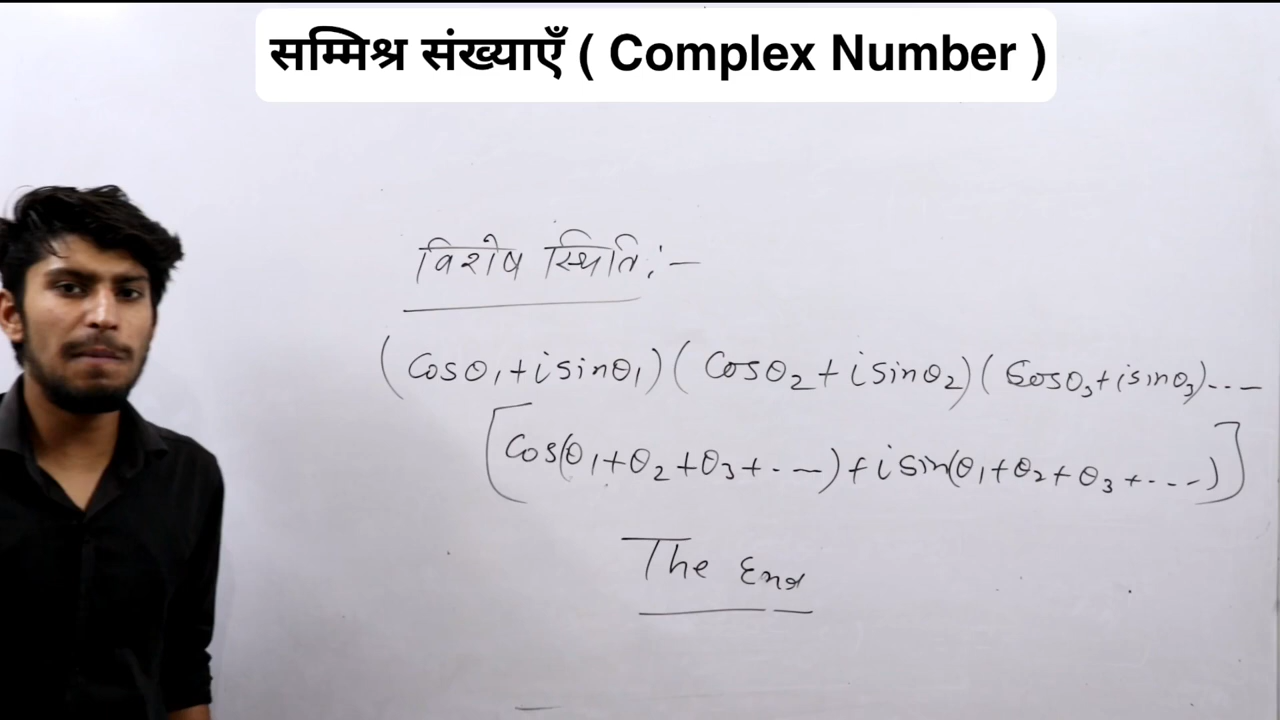 सम्मिश्र संख्याएँ ( Complex Number )
विशेष स्थिति :-
(Cosθ₁+isinθ₁)(Cosθ₂+isinθ₂)(Cosθ₃+isinθ₃)....
[Cos(θ₁+θ₂+θ₃+...)+isin(θ₁+θ₂+θ₃+....)]
The End